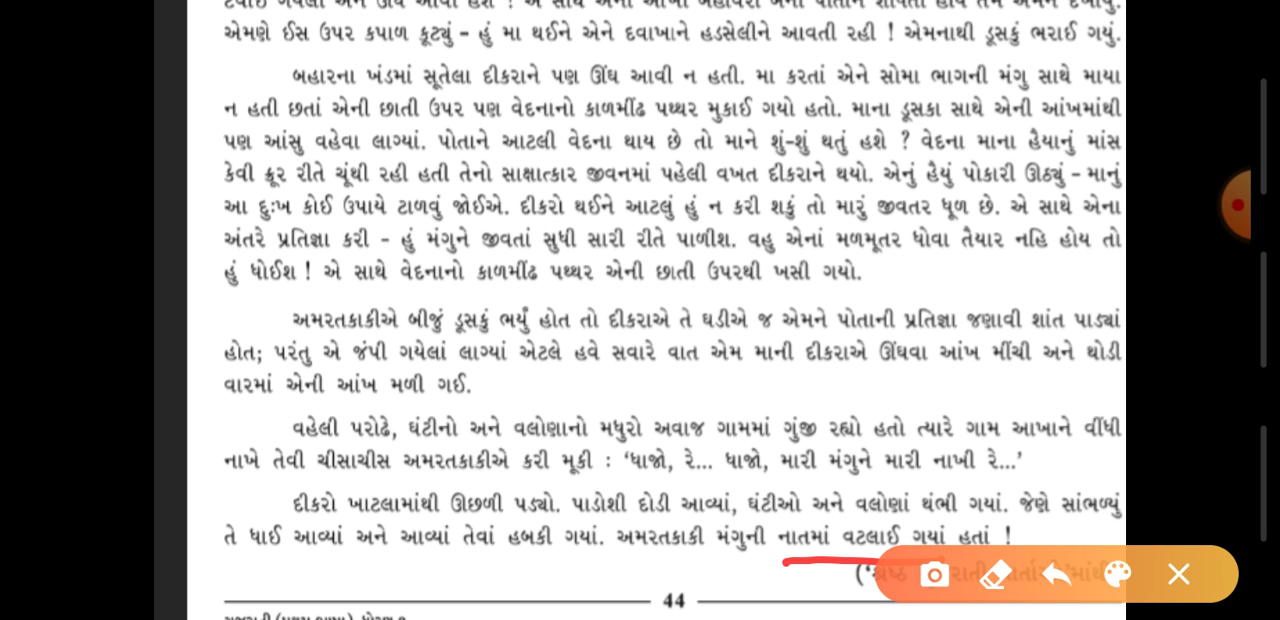 એમણે ઈસ ઉપર કપાળ કૂટ્યું – હું મા થઈને એને દવાખાને હડસેલીને આવતી રહી ! એમનાથી ડૂસકું ભરાઈ ગયું.
બહારના ખંડમાં સૂતેલા દીકરાને પણ ઊંઘ આવી ન હતી. મા કરતાં એને સોમા ભાગની મંગુ સાથે માયા
ન હતી છતાં એની છાતી ઉપર પણ વેદનાનો કાળમીંઢ પથ્થર મુકાઈ ગયો હતો. માના ડૂસકા સાથે એની આંખમાંથી
પણ આંસુ વહેવા લાગ્યાં. પોતાને આટલી વેદના થાય છે તો માને શું-શું થતું હશે ? વેદના માના હૈયાનું માંસ
કેવી ક્રૂર રીતે ચૂંથી રહી હતી તેનો સાક્ષાત્કાર જીવનમાં પહેલી વખત દીકરાને થયો. એનું હૈયું પોકારી ઊઠ્યું – માનું
આ દુઃખ કોઈ ઉપાયે ટાળવું જોઈએ. દીકરો થઈને આટલું હું ન કરી શકું તો મારું જીવતર ધૂળ છે. એ સાથે એના
અંતરે પ્રતિજ્ઞા કરી – હું મંગુને જીવતાં સુધી સારી રીતે પાળીશ. વહુ એનાં મળમૂતર ધોવા તૈયાર નહિ હોય તો
હું ધોઈશ ! એ સાથે વેદનાનો કાળમીંઢ પથ્થર એની છાતી ઉપરથી ખસી ગયો.
અમરતકાકીએ બીજું ડૂસકું ભર્યું હોત તો દીકરાએ તે ઘડીએ જ એમને પોતાની પ્રતિજ્ઞા જણાવી શાંત પાડ્યાં
હોત; પરંતુ એ જંપી ગયેલાં લાગ્યાં એટલે હવે સવારે વાત એમ માની દીકરાએ ઊંઘવા આંખ મીંચી અને થોડી
વારમાં એની આંખ મળી ગઈ.
વહેલી પરોઢે, ઘંટીનો અને વલોણાનો મધુરો અવાજ ગામમાં ગુંજી રહ્યો હતો ત્યારે ગામ આખાને વીંધી
નાખે તેવી ચીસાચીસ અમરતકાકીએ કરી મૂકી : ‘ધાજો, રે... ધાજો, મારી મંગુને મારી નાખી રે...’
દીકરો ખાટલામાંથી ઊછળી પડ્યો. પાડોશી દોડી આવ્યાં, ઘંટીઓ અને વલોણાં થંભી ગયાં. જેણે સાંભળ્યું
તે ધાઈ આવ્યાં અને આવ્યાં તેવાં હબકી ગયાં. અમરતકાકી મંગુની નાતમાં વટલાઈ ગયાં હતાં !
44